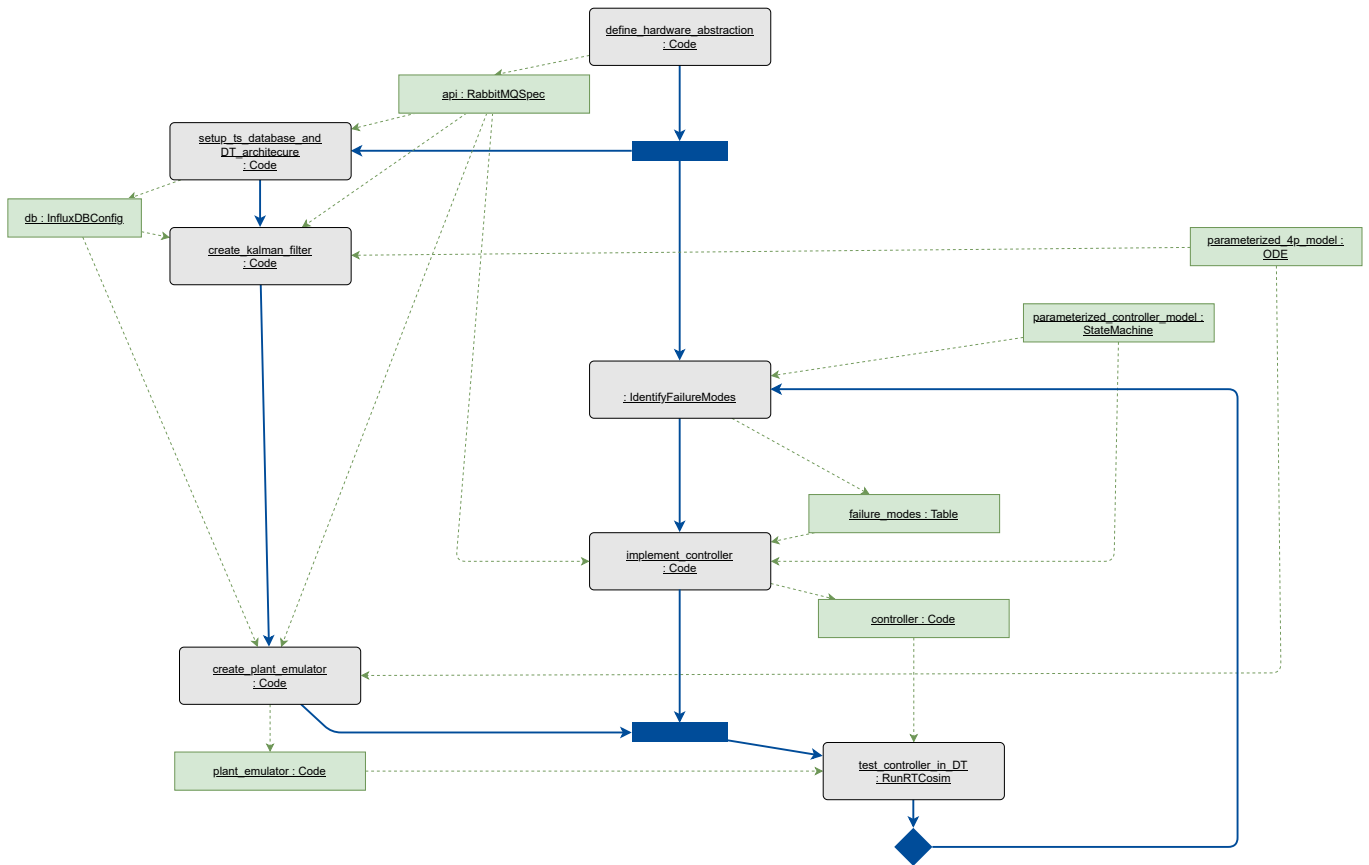 define_hardware_abstraction
: Code
api : RabbitMQSpec
setup_ts_database_and
DT_architecure
: Code
db : InfluxDBConfig
create_kalman_filter
: Code
parameterized_4p_model :
ODE
parameterized_controller_model :
StateMachine
: IdentifyFailureModes
failure_modes : Table
implement_controller
: Code
controller : Code
create_plant_emulator
: Code
plant_emulator : Code
test_controller_in_DT
: RunRTCosim